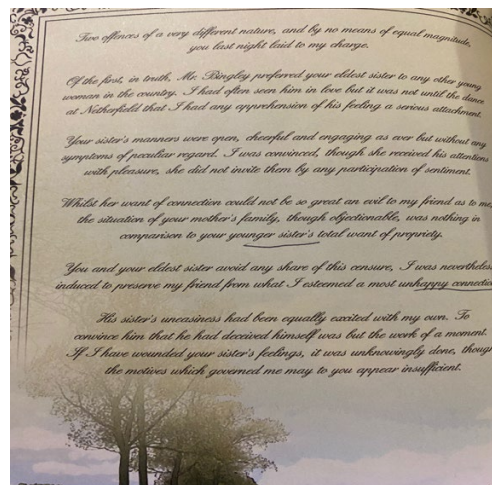 Two offences of a very different nature, and by no means of equal magnitude,
you last night laid to my charge.
Of the first, in truth, Mr. Bingley preferred your eldest sister to any other young
woman in the country. I had often seen him in love but it was not until the dance
at Netherfield that I had any apprehension of his feeling a serious attachment.
Your sister's manners were open, cheerful and engaging as ever but without any
symptoms of peculiar regard. I was convinced, though she received his attentions
with pleasure, she did not invite them by any participation of sentiment.
Whilst her want of connection could not be so great an evil to my friend as to me,
the situation of your mother's family, though objectionable, was nothing in
comparison to your younger sister's total want of propriety.
You and your eldest sister avoid any share of this censure, I was nevertheless
induced to preserve my friend from what I esteemed a most unhappy connectio
His sister's uneasiness had been equally excited with my own. To
convince him that he had deceived himself was but the work of a moment.
If I have wounded your sister's feelings, it was unknowingly done, thoug
the motives which governed me may to you appear insufficient.